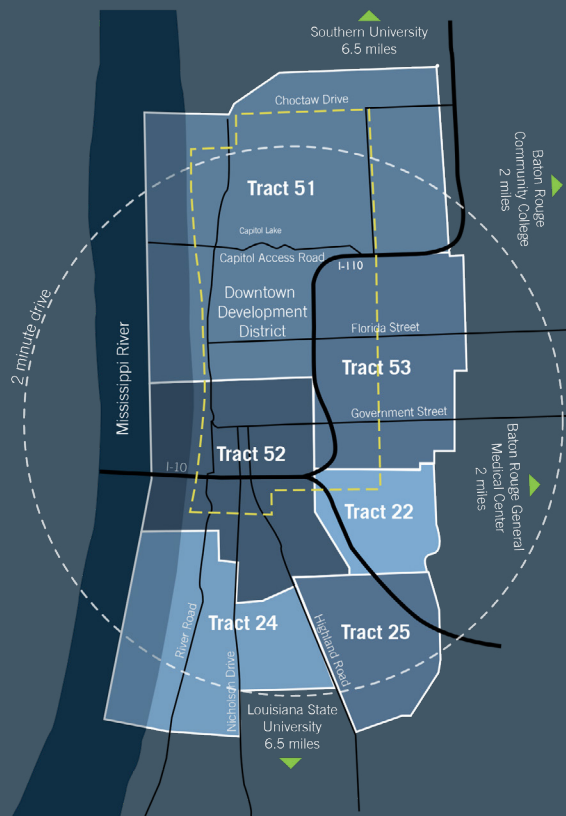 Southern University
6.5 miles
Choctaw Drive
Baton Rouge
Community College
2 miles
Tract 51
Capitol Lake
Capitol Access Road
I-110
Downtown
Development
District
2 minute drive
Mississippi River
Florida Street
Tract 53
Government Street
Tract 52
I-10
Baton Rouge General
Medical Center
2 miles
Tract 22
River Road
Tract 24
Nicholson Drive
Highland Road
Tract 25
Louisiana State
University
6.5 miles